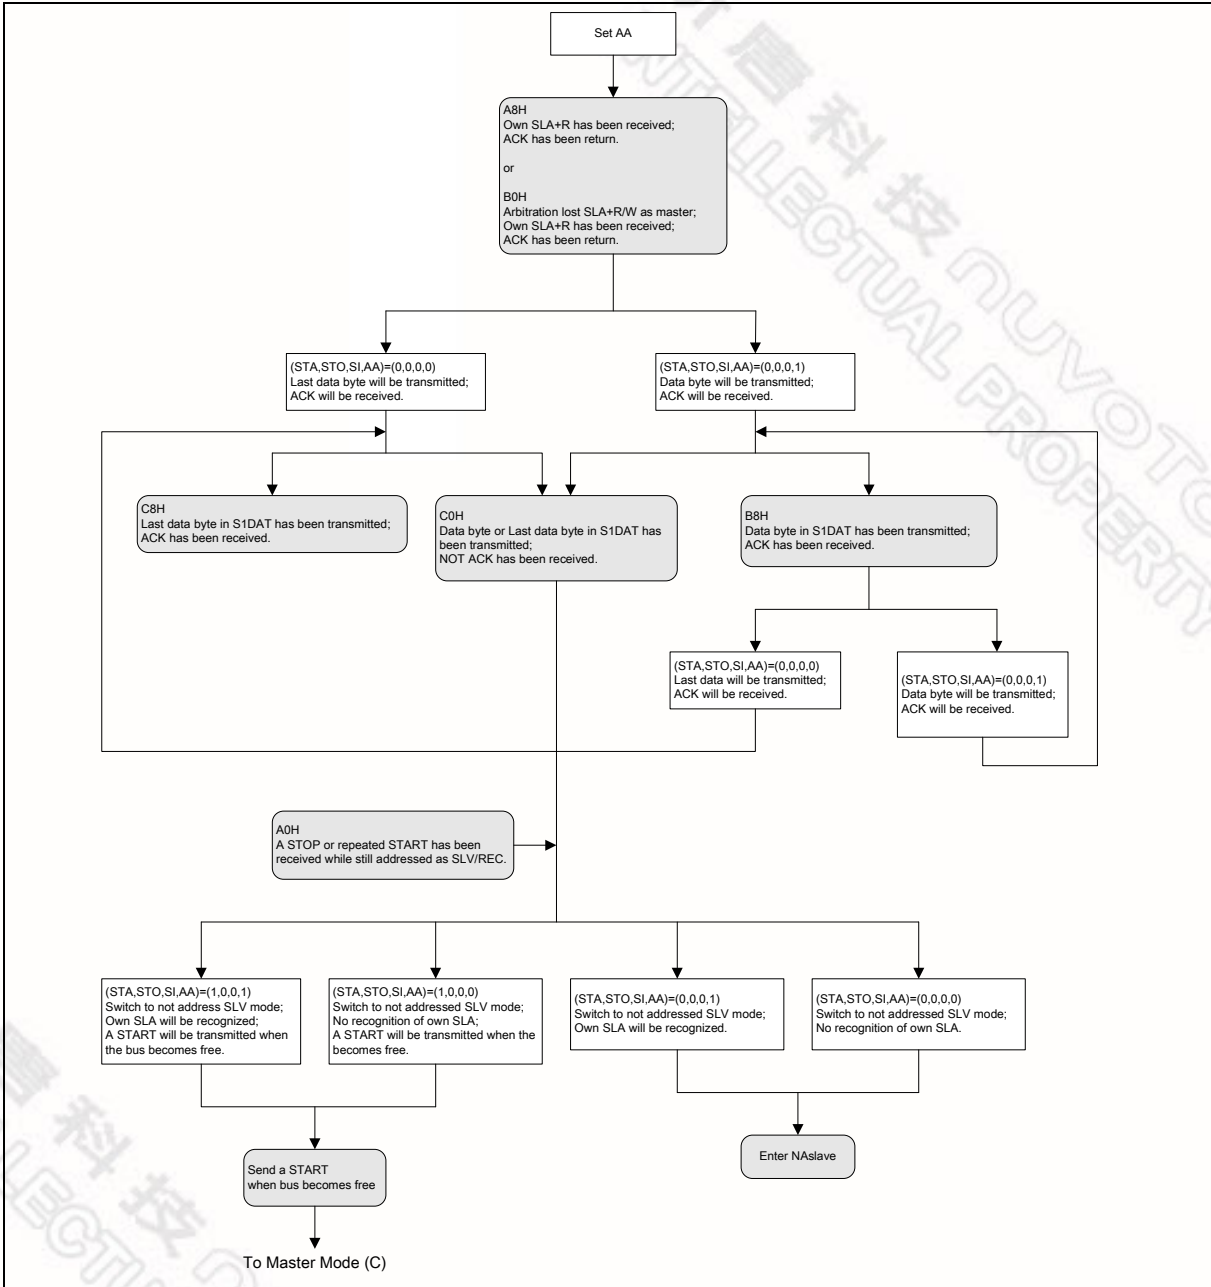 Set AA
A8H
Own SLA+R has been received;
ACK has been return.
or
B0H
Arbitration lost SLA+R/W as master;
Own SLA+R has been received;
ACK has been return.
(STA,STO,SI,AA)=(0,0,0,0)
Last data byte will be transmitted;
ACK will be received.
(STA,STO,SI,AA)=(0,0,0,1)
Data byte will be transmitted;
ACK will be received.
C8H
Last data byte in S1DAT has been transmitted;
ACK has been received.
C0H
Data byte or Last data byte in S1DAT has
been transmitted;
NOT ACK has been received.
B8H
Data byte in S1DAT has been transmitted;
ACK has been received.
(STA,STO,SI,AA)=(0,0,0,0)
Last data will be transmitted;
ACK will be received.
(STA,STO,SI,AA)=(0,0,0,1)
Data byte will be transmitted;
ACK will be received.
A0H
A STOP or repeated START has been
received while still addressed as SLV/REC.
(STA,STO,SI,AA)=(1,0,0,1)
Switch to not address SLV mode;
Own SLA will be recognized;
A START will be transmitted when
the bus becomes free.
(STA,STO,SI,AA)=(1,0,0,0)
Switch to not addressed SLV mode;
No recognition of own SLA;
A START will be transmitted when the
becomes free.
(STA,STO,SI,AA)=(0,0,0,1)
Switch to not addressed SLV mode;
Own SLA will be recognized.
(STA,STO,SI,AA)=(0,0,0,0)
Switch to not addressed SLV mode;
No recognition of own SLA.
Send a START
when bus becomes free
Enter NAslave
To Master Mode (C)
唐科技 nuvoTo
INTELLECTUAL PROPERTY
唐科技